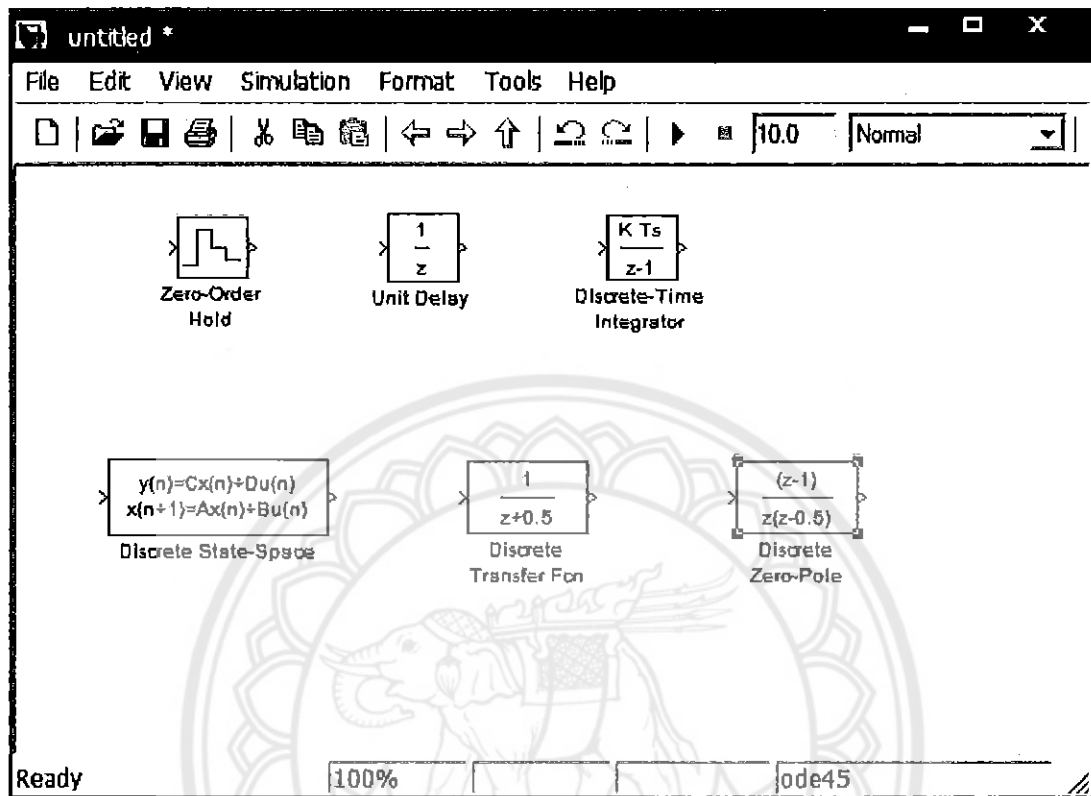 untitled *
File Edit View Simulation Format Tools Help
10.0 Normal
1
z
K Ts
z-1
Zero-Order
Hold
Unit Delay
Discrete-Time
Integrator
y(n)=Cx(n)+Du(n)
x(n+1)=Ax(n)+Bu(n)
Discrete State-Space
1
z+0.5
Discrete
Transfer Fcn
(z-1)
z(z-0.5)
Discrete
Zero-Pole
Ready 100% ode45